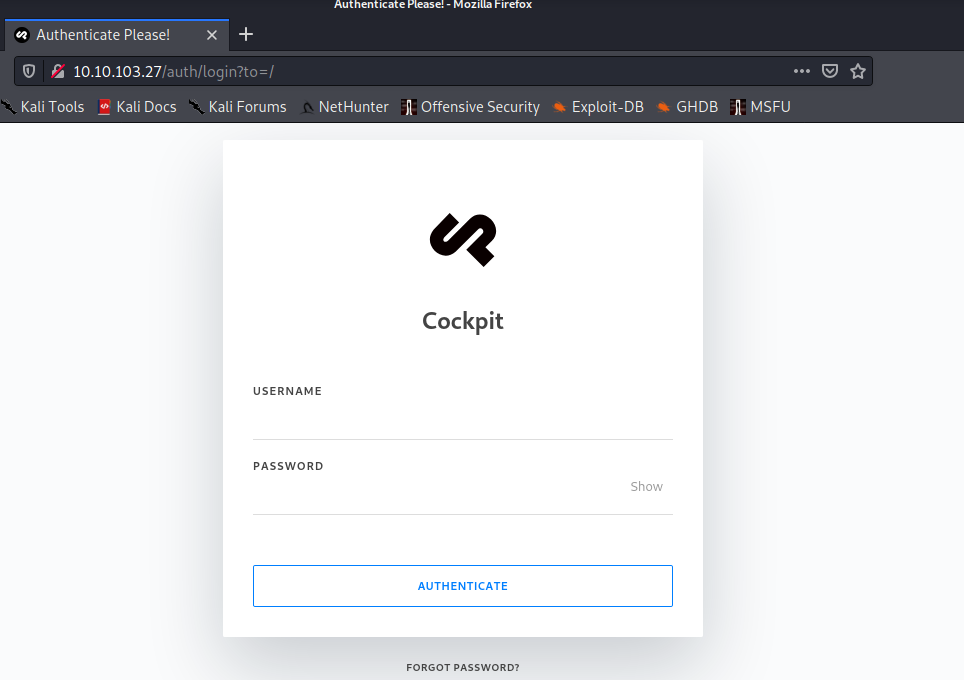 Authenticate Please! - Mozilla Firefox
Authenticate Please!
10.10.103.27/auth/login?to=/
Kali Tools Kali Docs Kali Forums NetHunter Offensive Security Exploit-DB GHDB MSFU
Cockpit
USERNAME
PASSWORD
Show
AUTHENTICATE
FORGOT PASSWORD?